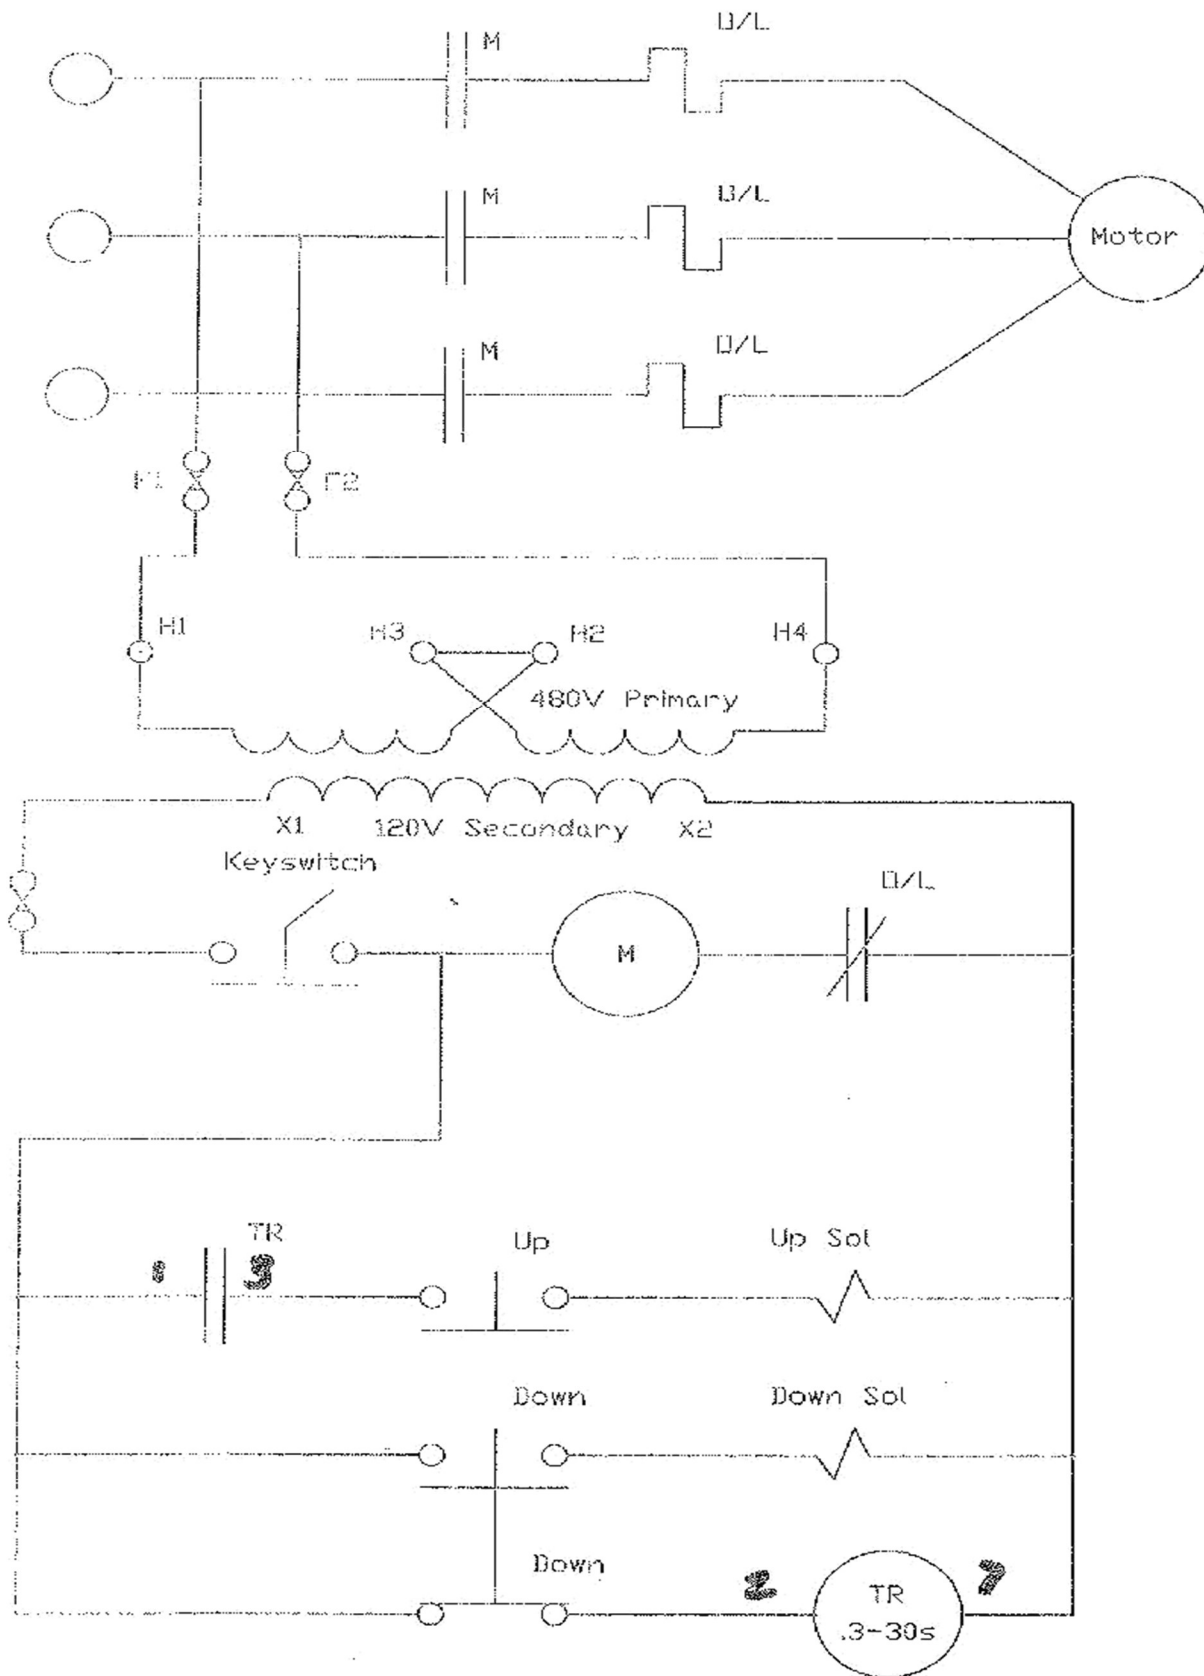 M
O/L
M
O/L
Motor
M
O/L
F1
F2
H1
H3
H2
H4
480V Primary
X1
120V Secondary
X2
Keyswitch
O/L
M
TR
3
Up
Up Sol
Down
Down Sol
Down
2
TR
7
.3-30s